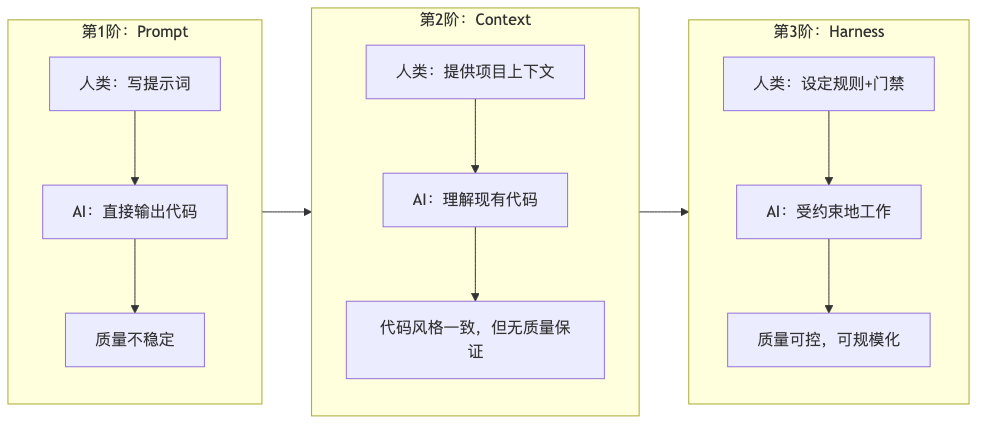 第1阶：Prompt
人类：写提示词
AI：直接输出代码
质量不稳定
第2阶：Context
人类：提供项目上下文
AI：理解现有代码
代码风格一致，但无质量保
证
第3阶：Harness
人类：设定规则+门禁
AI：受约束地工作
质量可控，可规模化